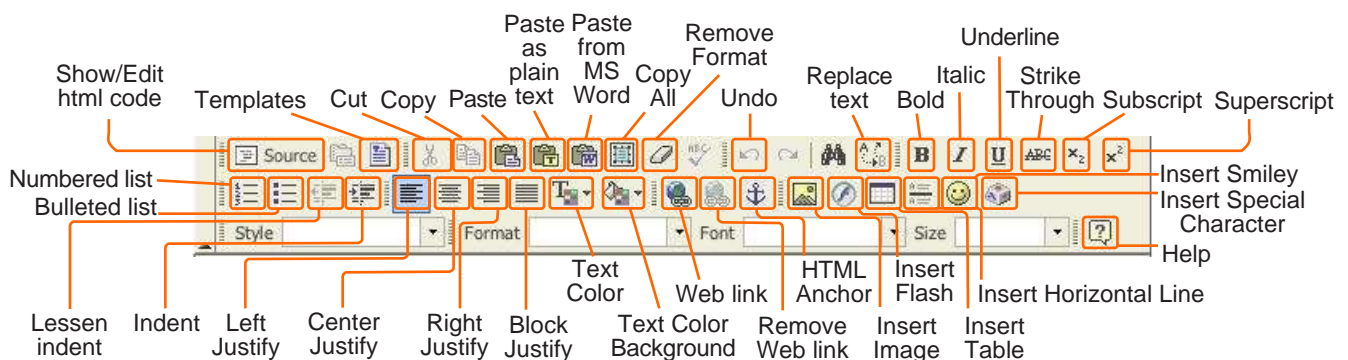 Show/Edit
html code
Templates
Cut
Copy
Paste
Paste
as
plain
text
Paste
from
MS
Word
Copy
All
Remove
Format
Undo
Replace
text
Bold
Italic
Underline
Strike
Through
Subscript
Superscript
Source
T
W
ABC
A
B
B
I
U
ABC
x2
x2
Numbered list
Bulleted list
T
Insert Smiley
Insert Special
Character
Style
Format
Font
Size
?
Help
Lessen
indent
Indent
Left
Justify
Center
Justify
Right
Justify
Block
Justify
Text
Color
Text Color
Background
Web link
Remove
Web link
HTML
Anchor
Insert
Image
Insert
Flash
Insert
Table
Insert Horizontal Line